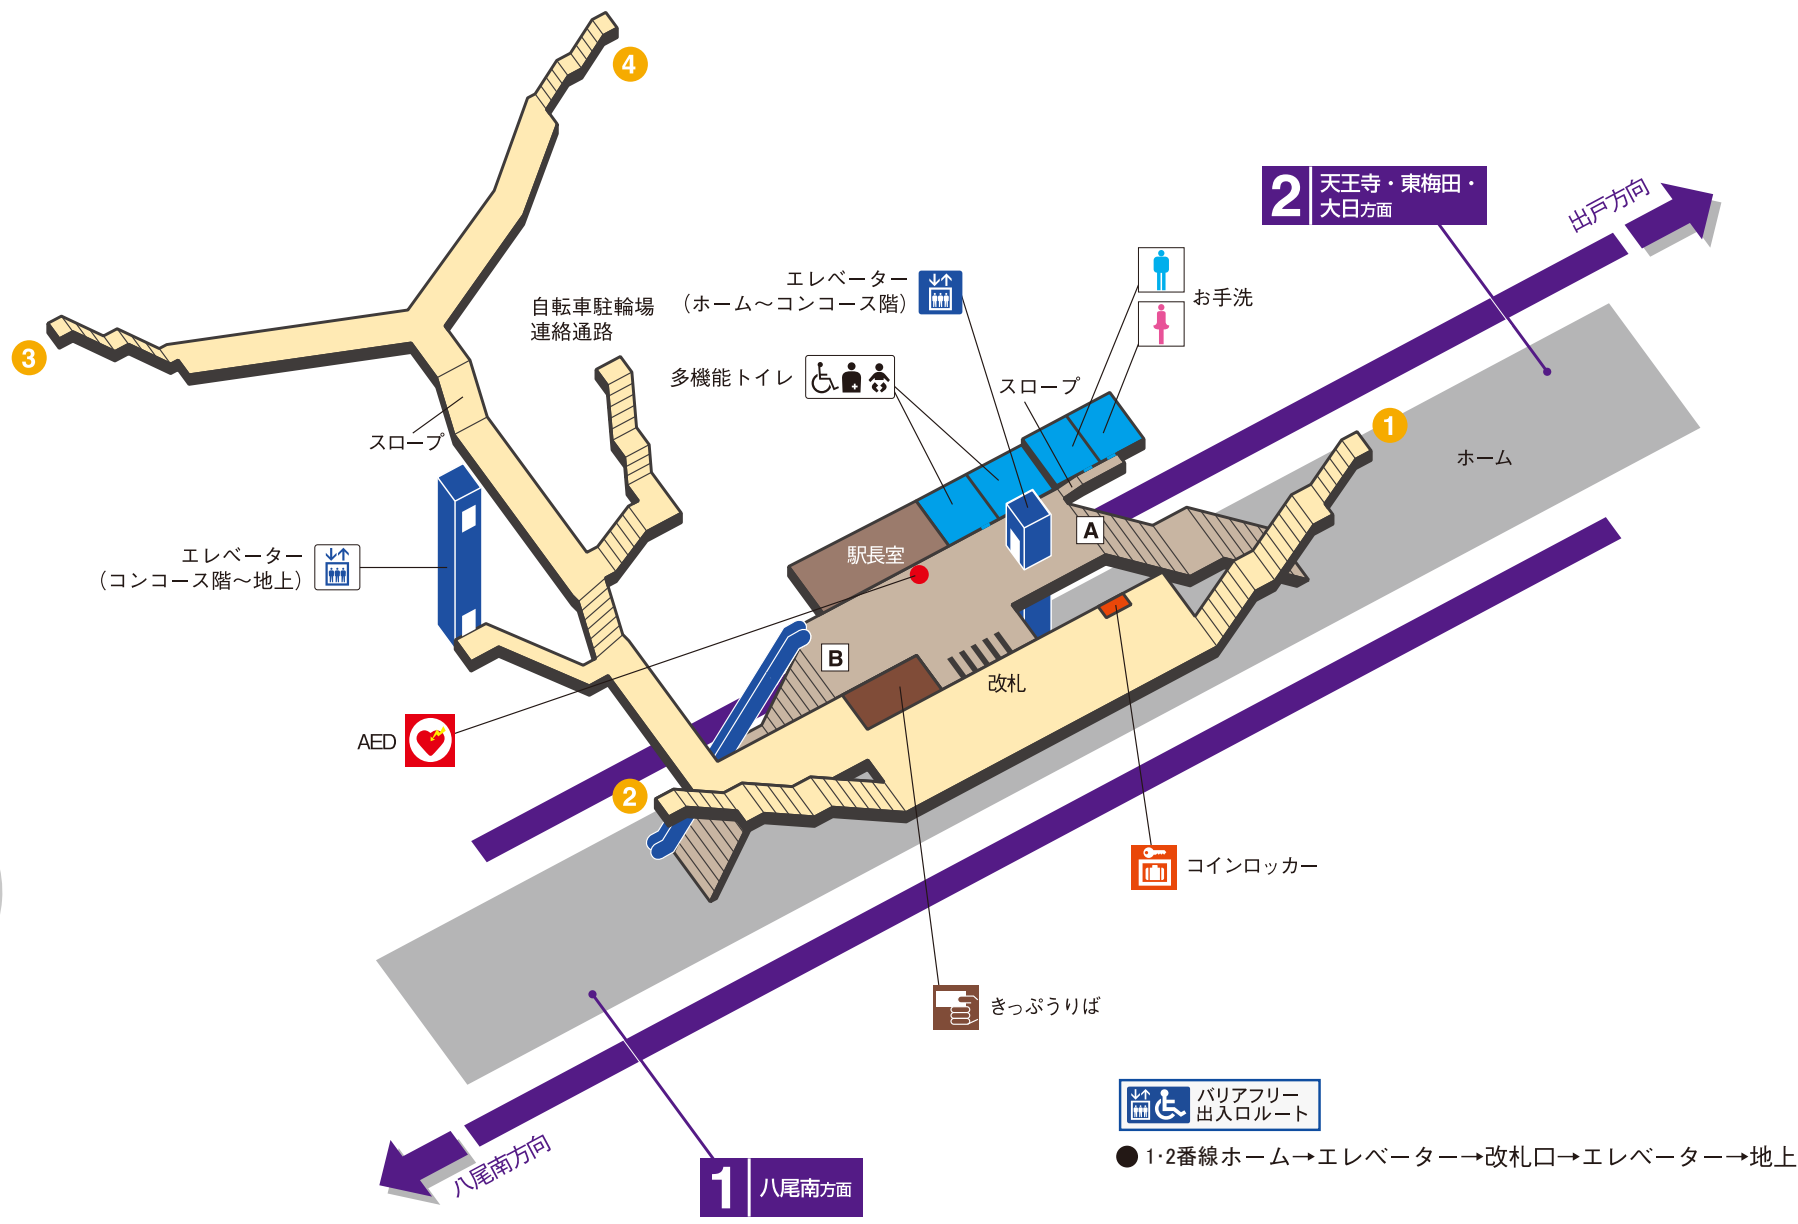 4
2
天王寺・東梅田・
大日方面
出戸方向
エレベーター
（ホーム～コンコース階）
お手洗
自転車駐輪場
連絡通路
3
多機能トイレ
スロープ
1
スロープ
ホーム
A
駅長室
エレベーター
（コンコース階～地上）
B
改札
AED
2
コインロッカー
きっぷうりば
バリアフリー
出入口ルート
八尾南方向
1・2番線ホーム→エレベーター→改札口→エレベーター→地上
1
八尾南方面